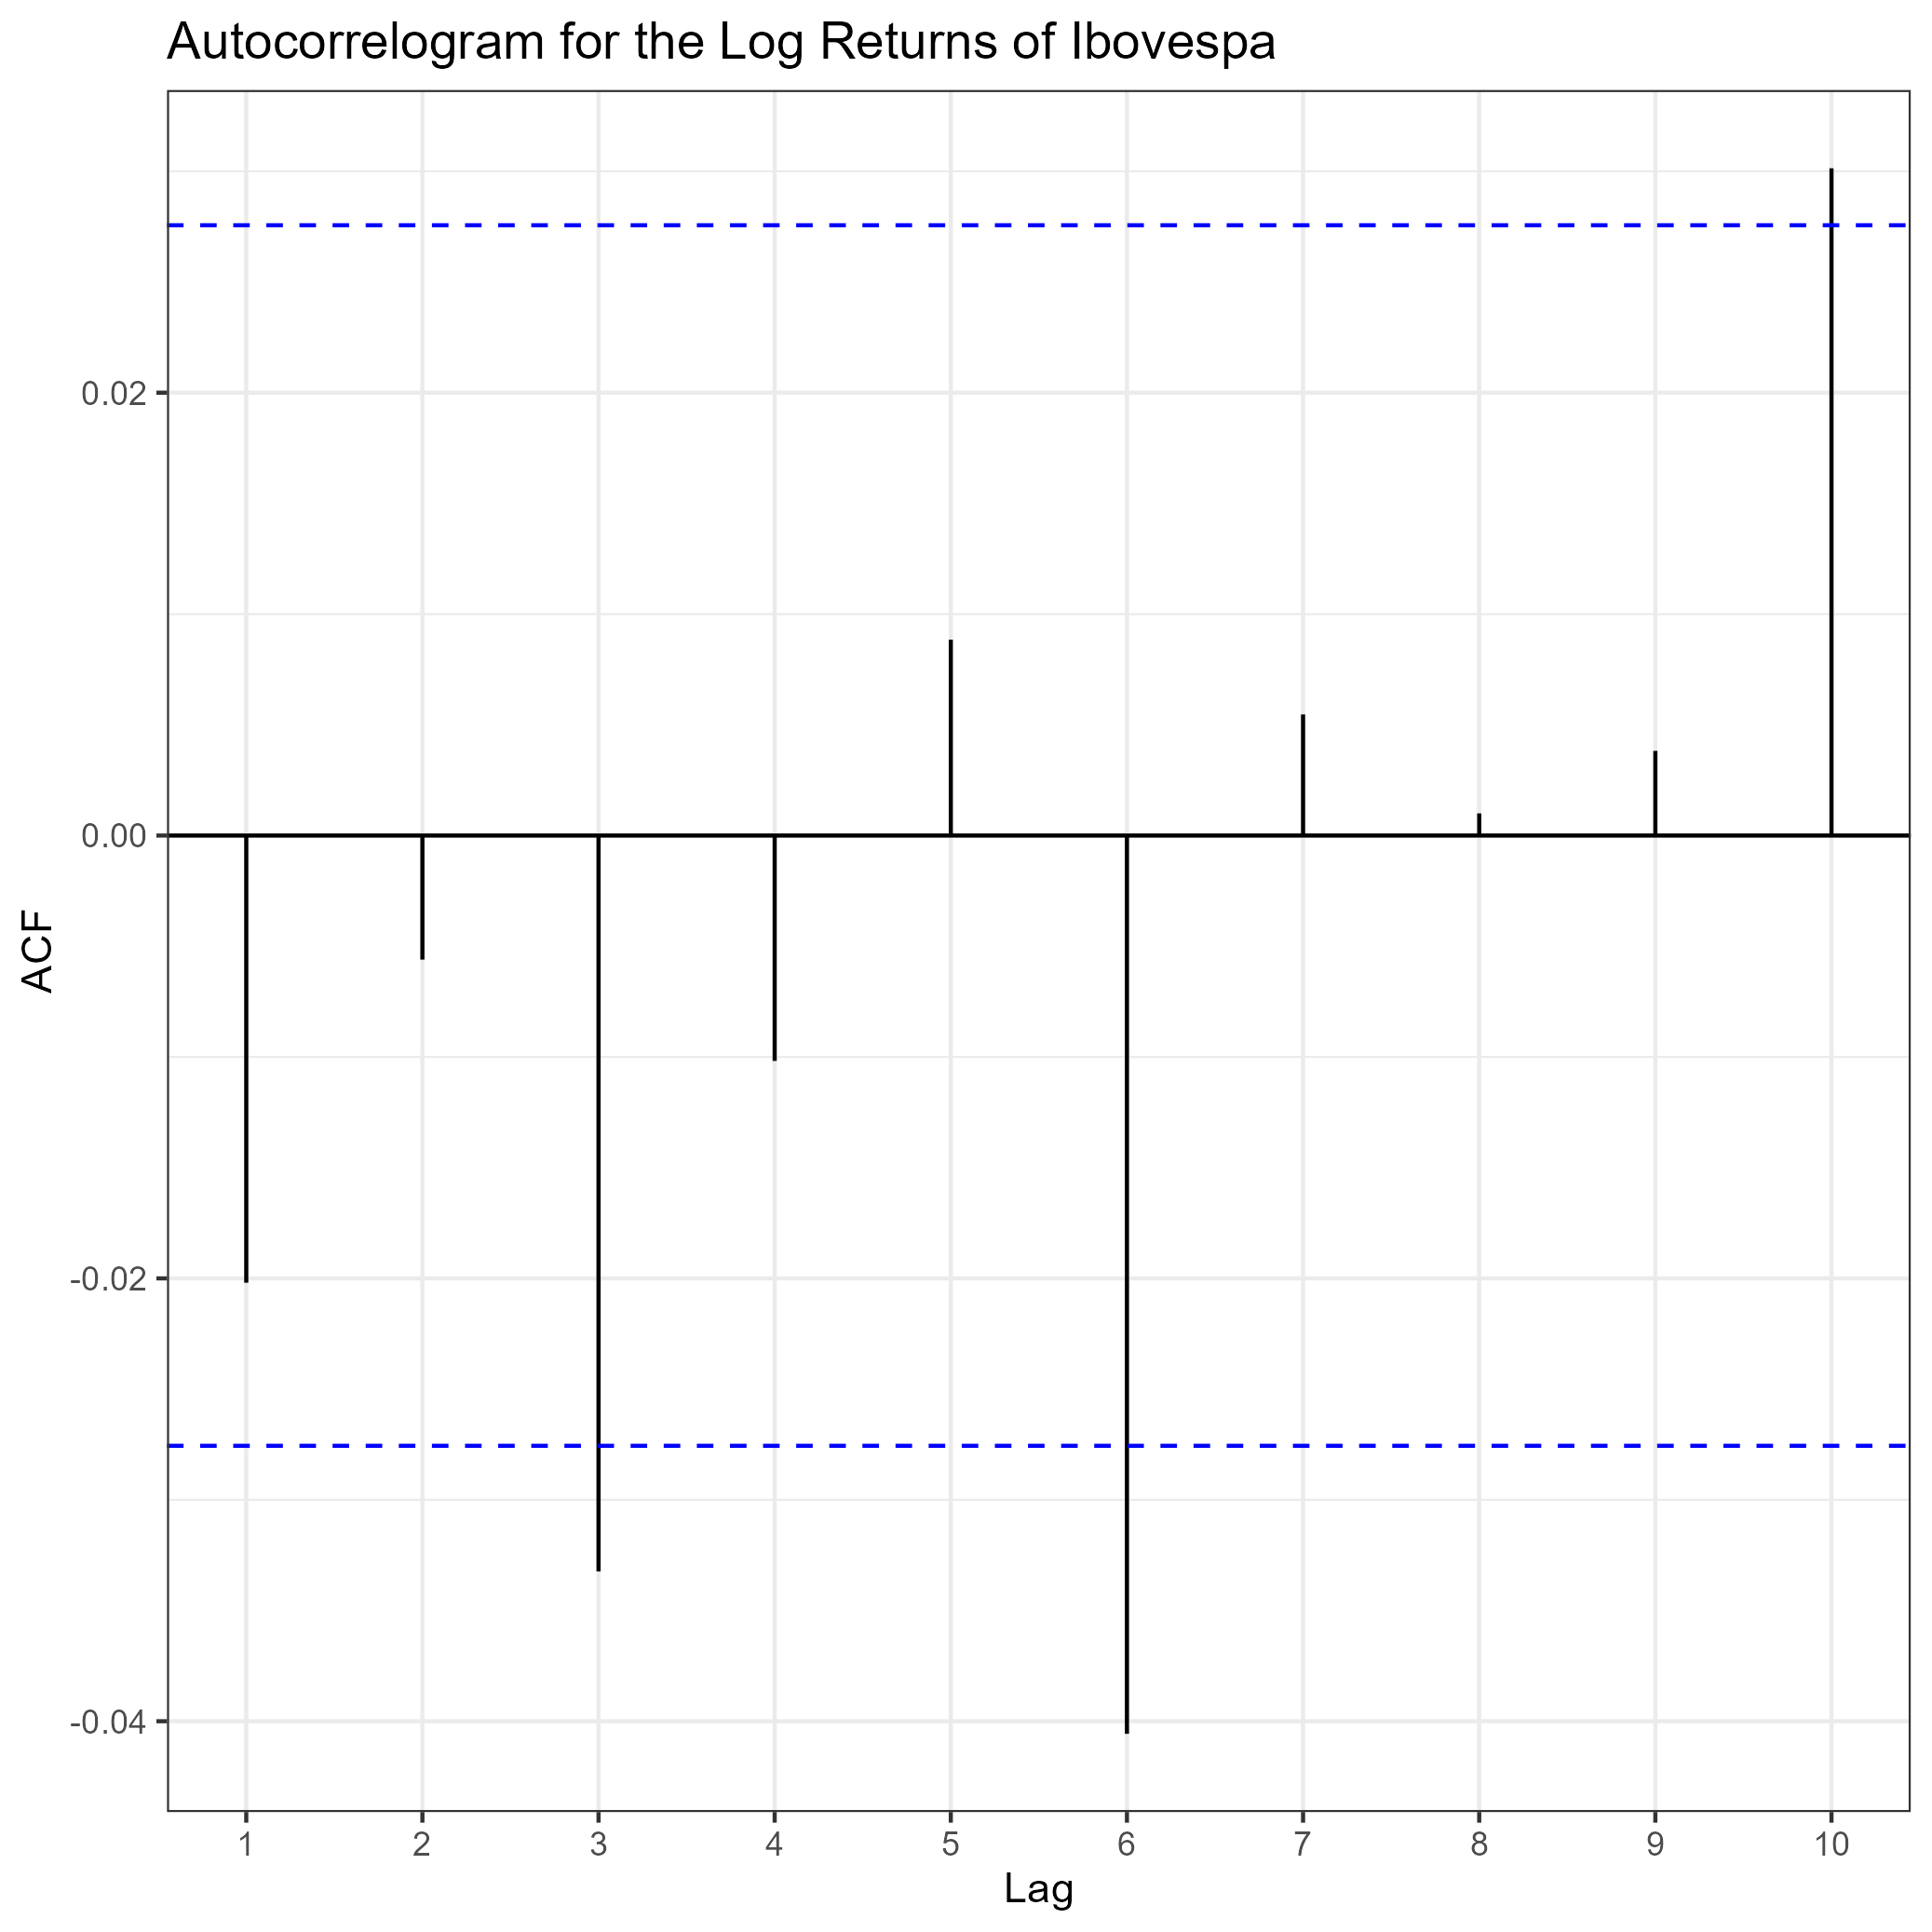 Autocorrelogram for the Log Returns of Ibovespa
0.02
0.00
-0.02
-0.04
ACF
1 2 3 4 5 6 7 8 9 10
Lag